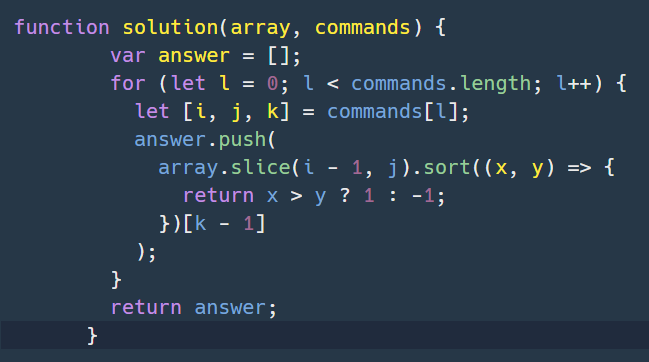 function solution(array, commands) {
        var answer = [];
        for (let l = 0; l < commands.length; l++) {
          let [i, j, k] = commands[l];
          answer.push(
            array.slice(i - 1, j).sort((x, y) => {
              return x > y ? 1 : -1;
            })[k - 1]
          );
        }
        return answer;
      }